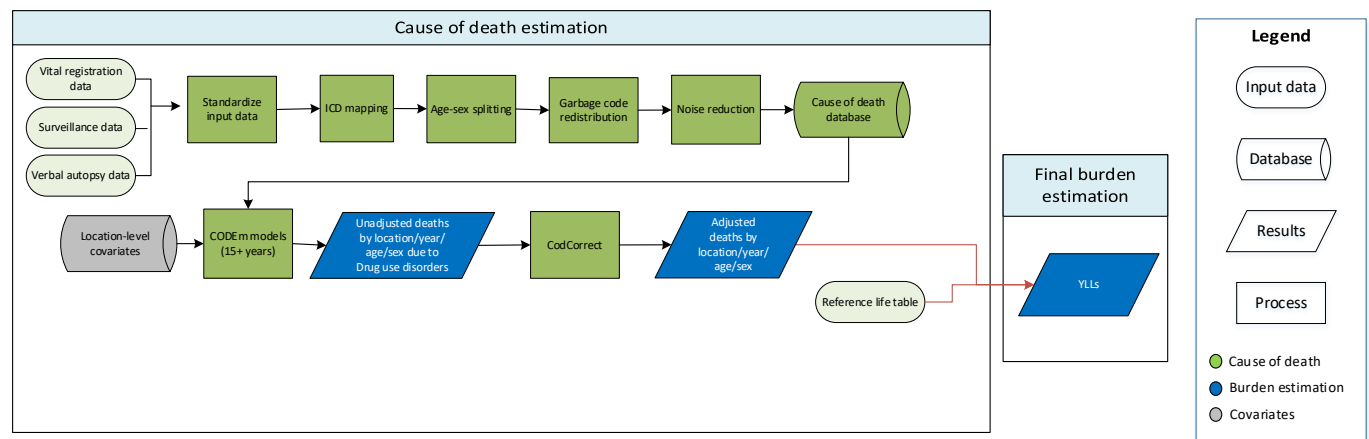 Cause of death estimation
Vital registration
data
Surveillance data
Verbal autopsy data
Standardize
input data
ICD mapping
Age-sex splitting
Garbage code
redistribution
Noise reduction
Cause of death
database
Location-level
covariates
CODEm models
(15+ years)
Unadjusted deaths
by location/year/
age/sex due to
Drug use disorders
CodCorrect
Adjusted
deaths by
location/year/
age/sex
Reference life table
Final burden
estimation
YLLs
Legend
Input data
Database
Results
Process
Cause of death
Burden estimation
Covariates